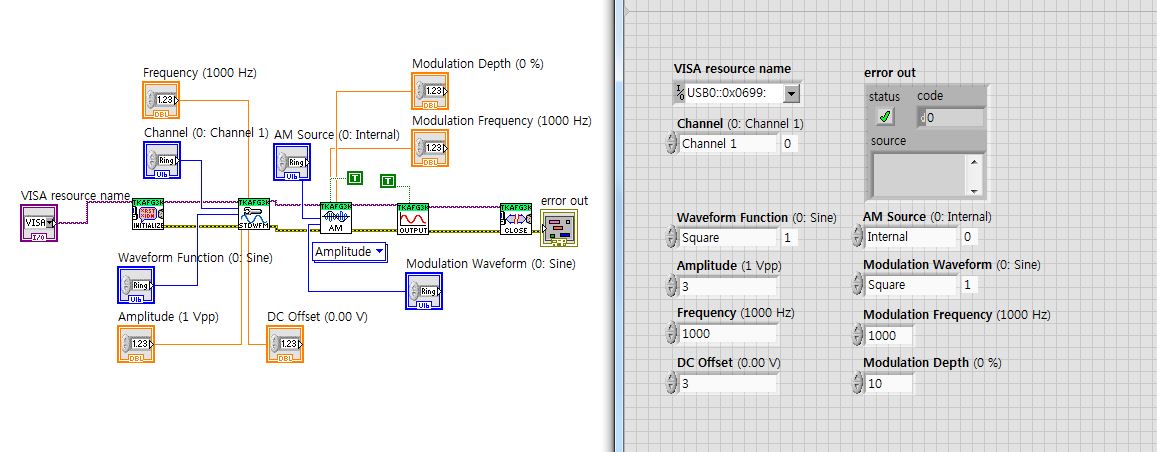 Frequency (1000 Hz)
1.23
DBL
Modulation Depth (0 %)
1.23
DBL
Modulation Frequency (1000 Hz)
1.23
DBL
Channel (0: Channel 1)
Ring
U16
AM Source (0: Internal)
Ring
U16
T
T
VISA resource name
VISA
I/O
TKAFG3K
INITIALIZE
TKAFG3K
STDWFM
TKAFG3K
AM
TKAFG3K
OUTPUT
TKAFG3K
CLOSE
error out
Amplitude
Waveform Function (0: Sine)
Ring
U16
Modulation Waveform (0: Sine)
Ring
U16
Amplitude (1 Vpp)
1.23
DBL
DC Offset (0.00 V)
1.23
DBL
VISA resource name
I/O
USB0::0x0699:
Channel (0: Channel 1)
Channel 1 0
error out
status code
d0
source
Waveform Function (0: Sine)
Square 1
Amplitude (1 Vpp)
3
Frequency (1000 Hz)
1000
DC Offset (0.00 V)
3
AM Source (0: Internal)
Internal 0
Modulation Waveform (0: Sine)
Square 1
Modulation Frequency (1000 Hz)
1000
Modulation Depth (0 %)
10